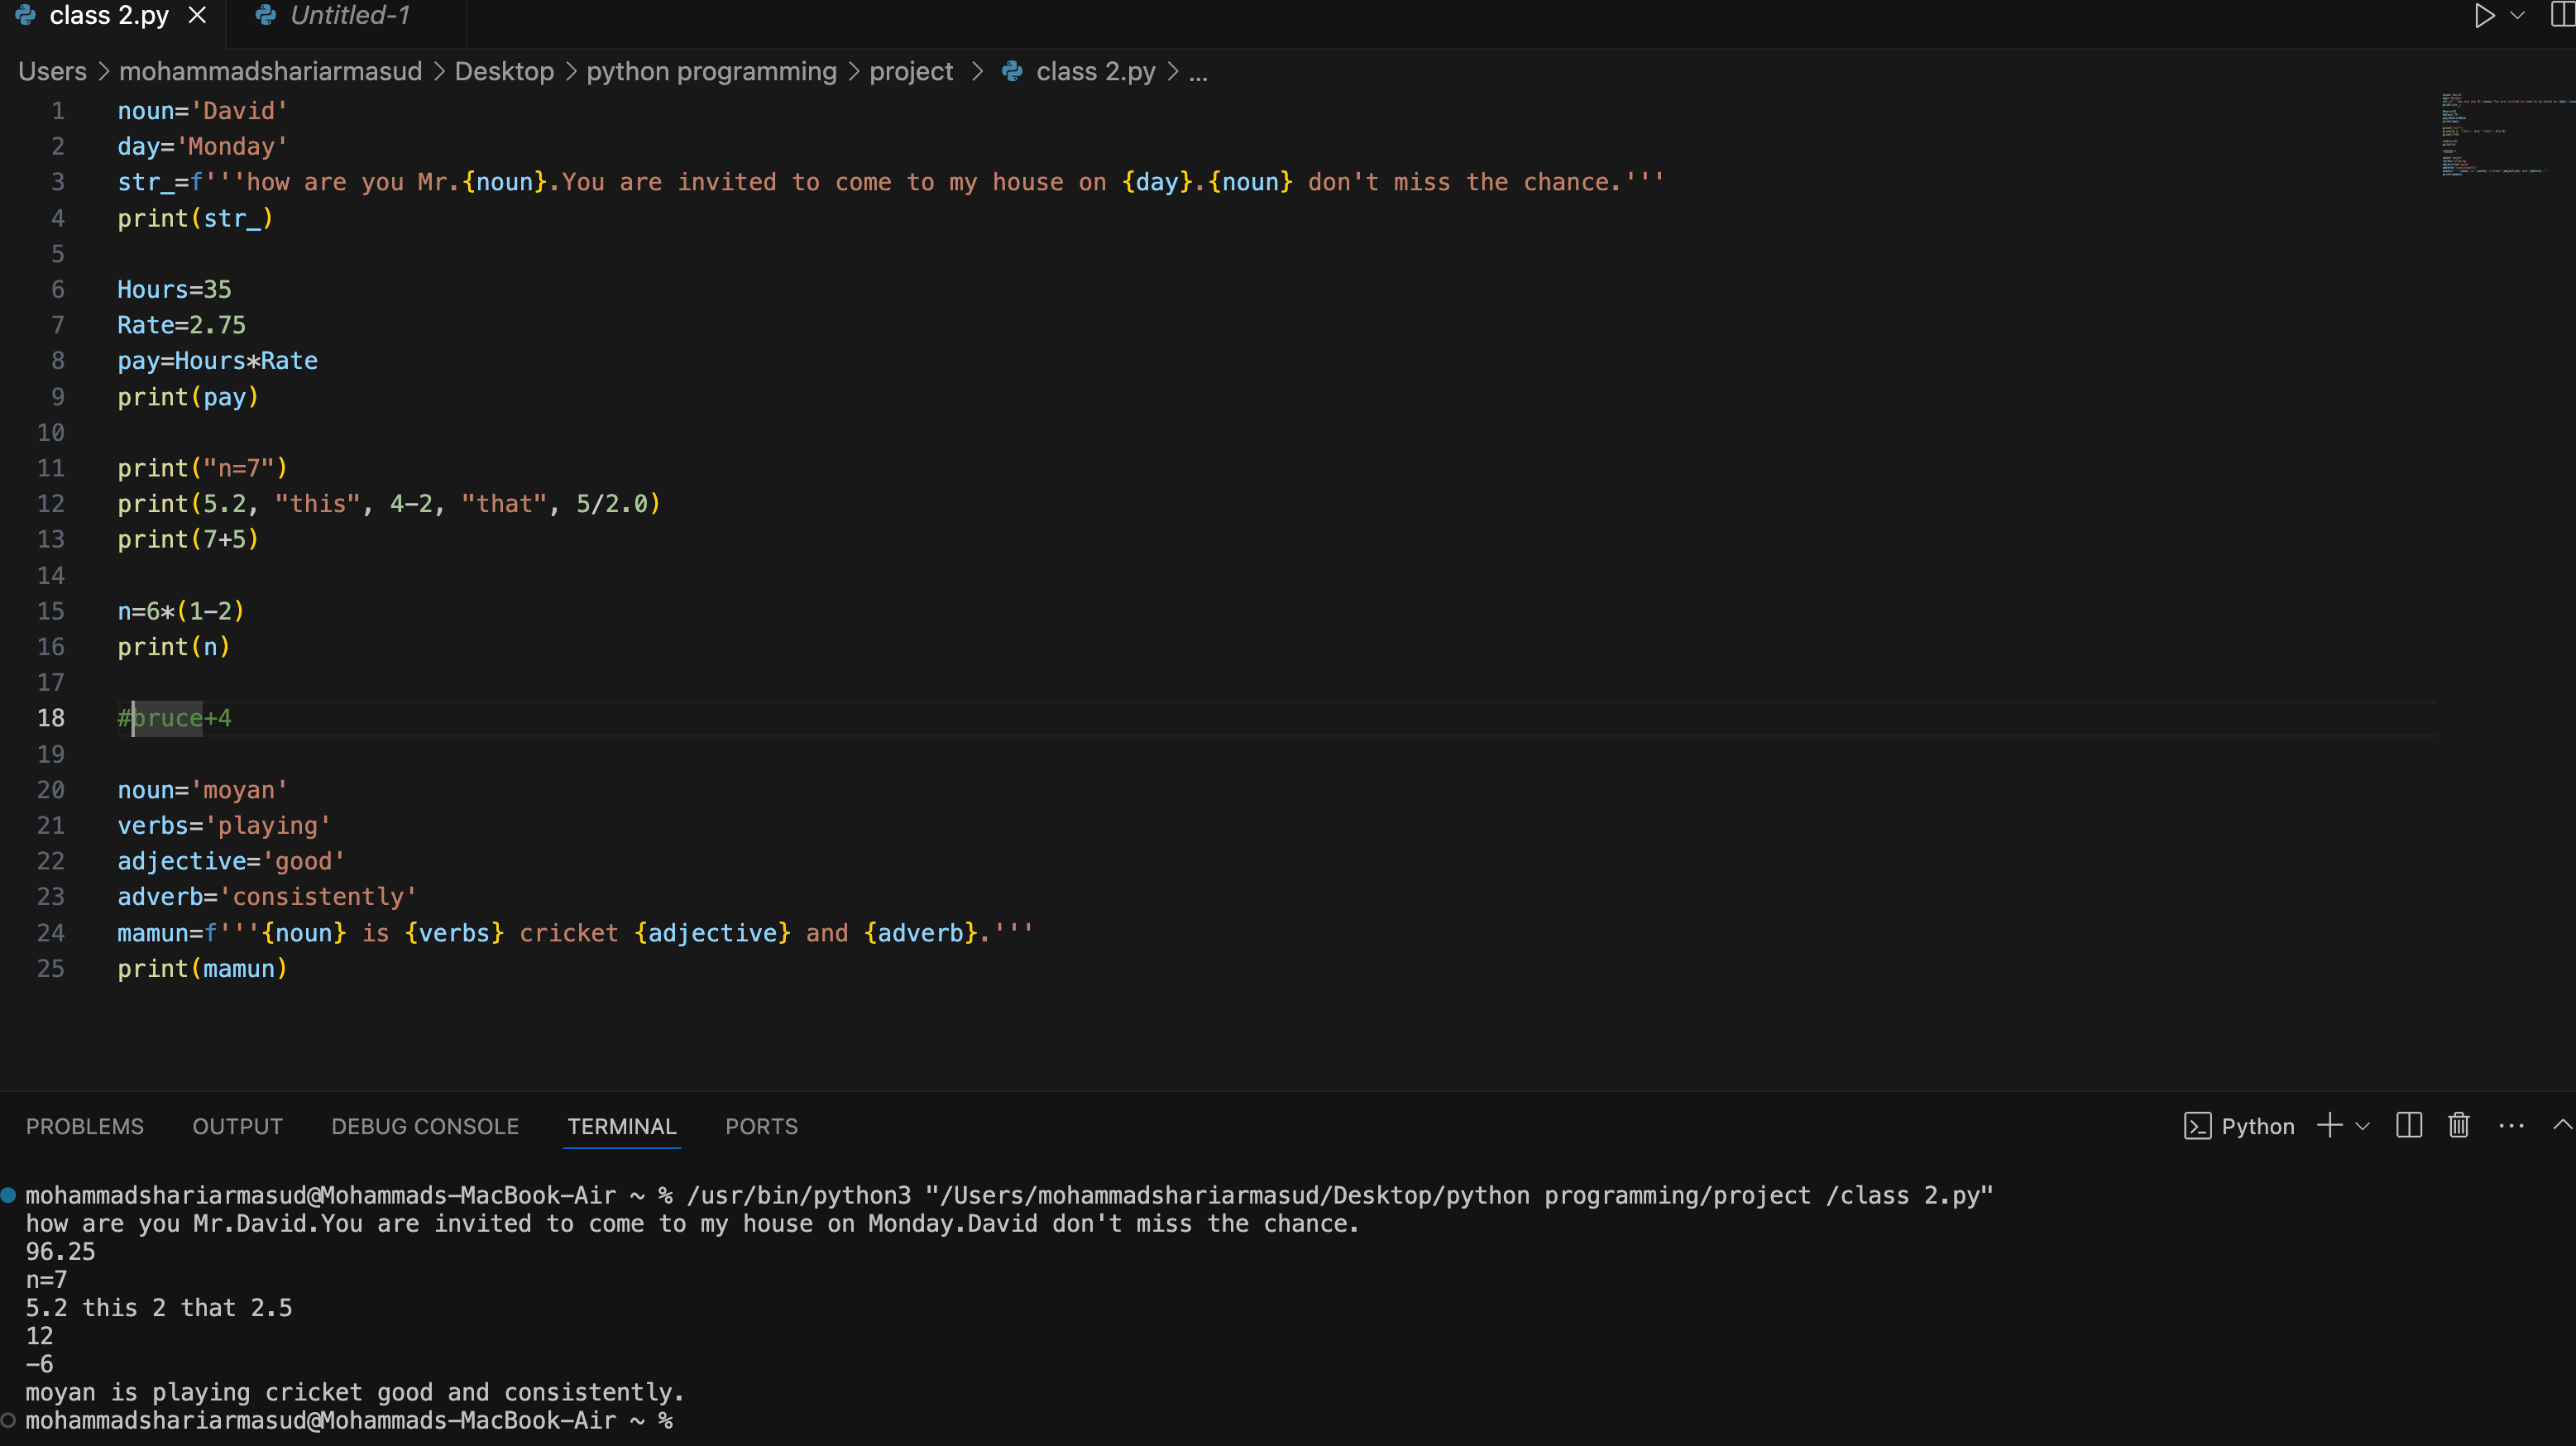 class 2.py
Untitled-1
Users > mohammadshariarmasud > Desktop > python programming > project > class 2.py > ...
1 noun='David'
2 day='Monday'
3 str_=f'''how are you Mr.{noun}.You are invited to come to my house on {day}.{noun} don't miss the chance.'''
4 print(str_)
5
6 Hours=35
7 Rate=2.75
8 pay=Hours*Rate
9 print(pay)
10
11 print("n=7")
12 print(5.2, "this", 4-2, "that", 5/2.0)
13 print(7+5)
14
15 n=6*(1-2)
16 print(n)
17
18 #bruce+4
19
20 noun='moyan'
21 verbs='playing'
22 adjective='good'
23 adverb='consistently'
24 mamun=f'''{noun} is {verbs} cricket {adjective} and {adverb}.'''
25 print(mamun)
PROBLEMS OUTPUT DEBUG CONSOLE TERMINAL PORTS
Python
mohammadshariarmasud@Mohammads-MacBook-Air ~ % /usr/bin/python3 "/Users/mohammadshariarmasud/Desktop/python programming/project /class 2.py"
how are you Mr.David.You are invited to come to my house on Monday.David don't miss the chance.
96.25
n=7
5.2 this 2 that 2.5
12
-6
moyan is playing cricket good and consistently.
mohammadshariarmasud@Mohammads-MacBook-Air ~ %